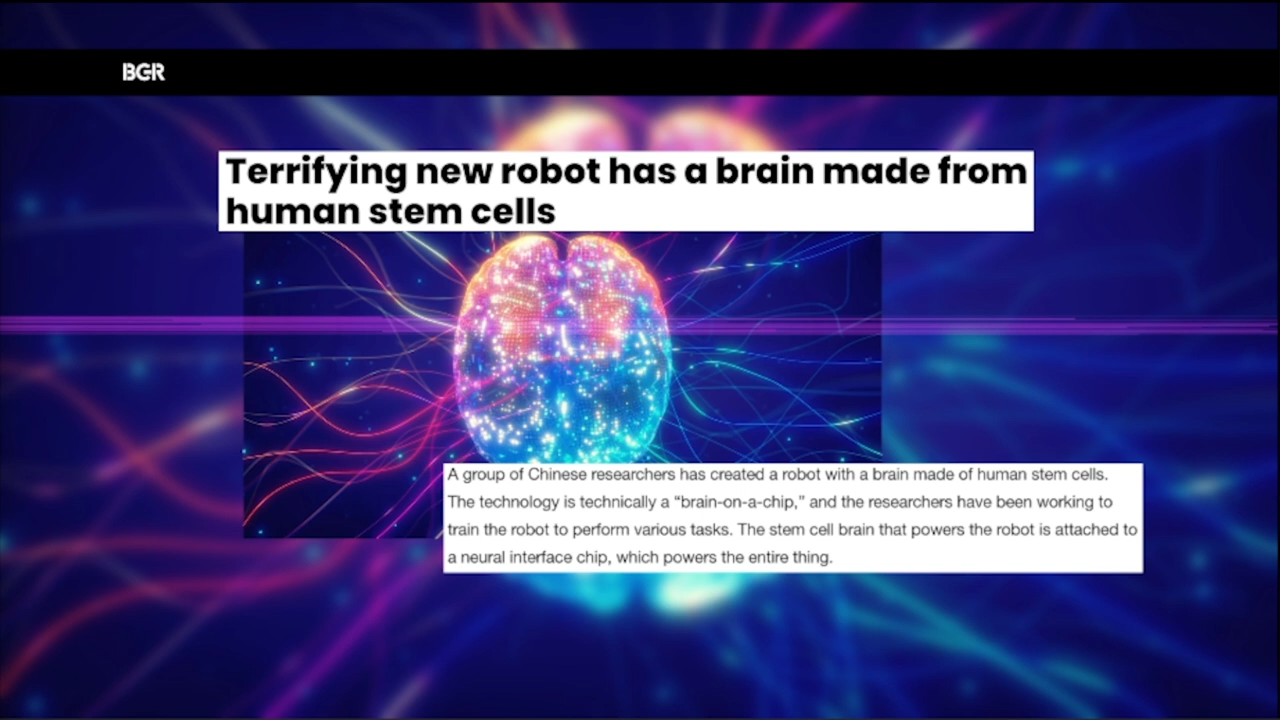 BGR
Terrifying new robot has a brain made from
human stem cells
A group of Chinese researchers has created a robot with a brain made of human stem cells.
The technology is technically a “brain-on-a-chip,” and the researchers have been working to
train the robot to perform various tasks. The stem cell brain that powers the robot is attached to
a neural interface chip, which powers the entire thing.